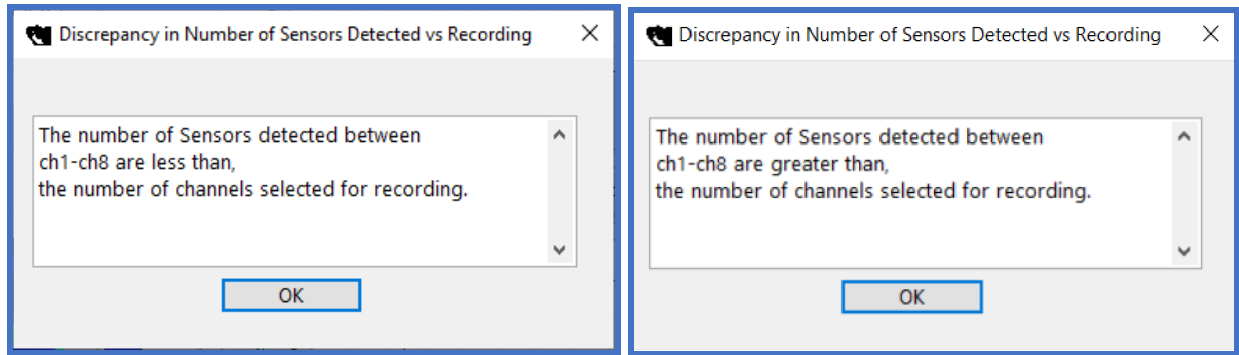 Discrepancy in Number of Sensors Detected vs Recording
The number of Sensors detected between
ch1-ch8 are less than,
the number of channels selected for recording.
OK
Discrepancy in Number of Sensors Detected vs Recording
The number of Sensors detected between
ch1-ch8 are greater than,
the number of channels selected for recording.
OK